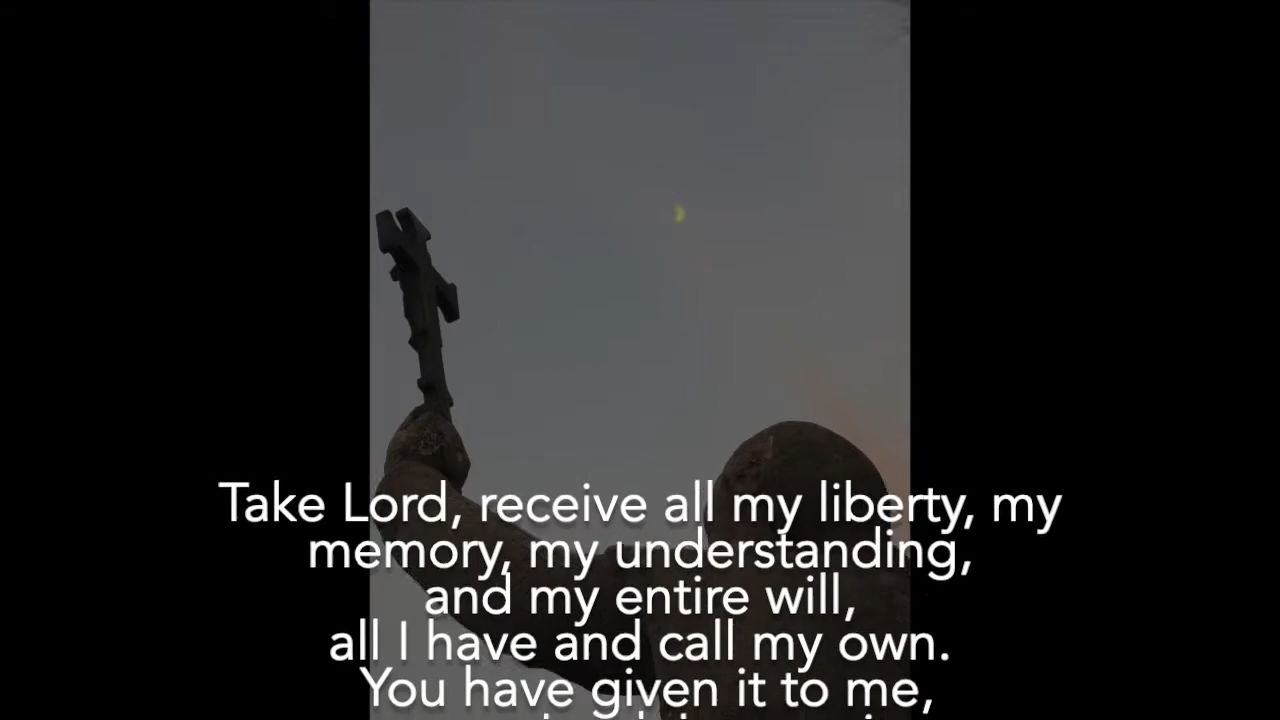 Take Lord, receive all my liberty, my
memory, my understanding,
and my entire will,
all I have and call my own.
You have given it to me,